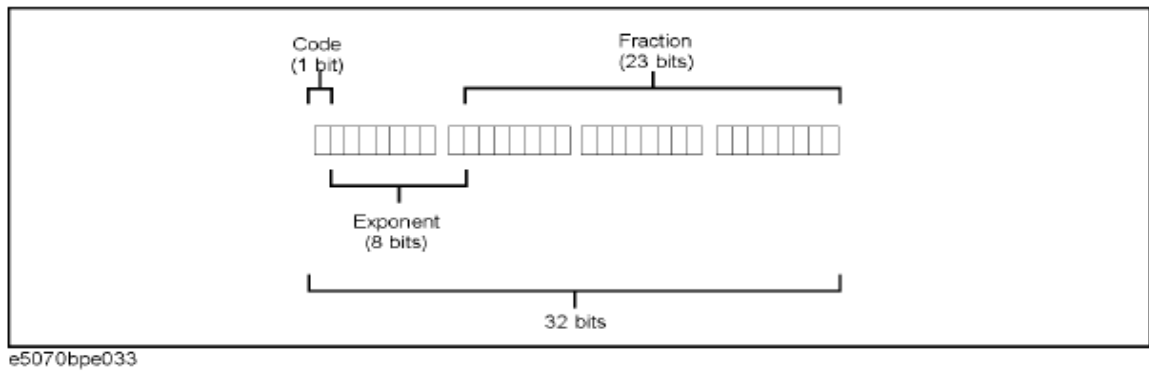 Code
(1 bit)
Fraction
(23 bits)
Exponent
(8 bits)
32 bits
e5070bpe033